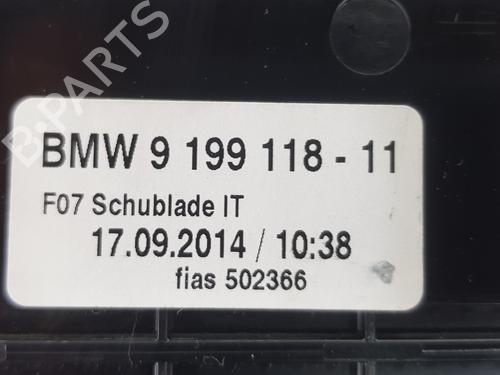 B-PARTS
BMW 9 199 118 - 11
F07 Schublade IT
17.09.2014 / 10:38
fias 502366